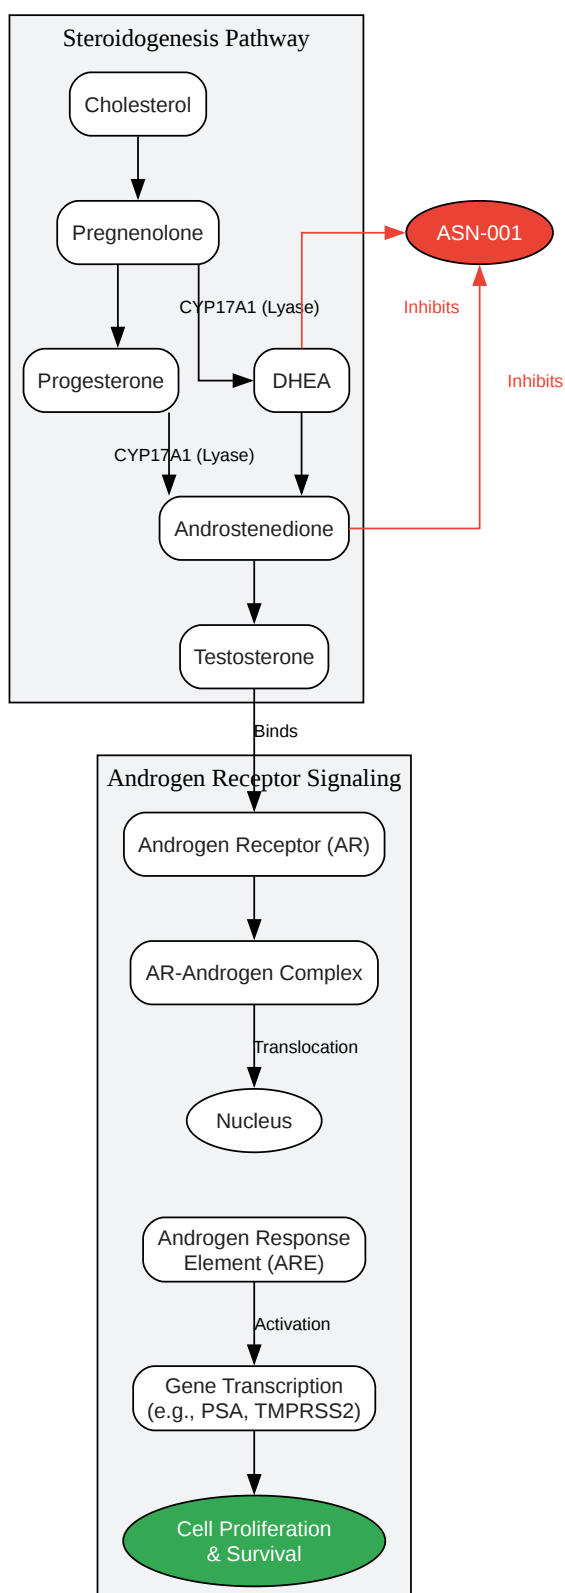 Steroidogenesis Pathway
Cholesterol
Pregnenolone
ASN-001
CYP17A1 (Lyase)
Inhibits
Progesterone
DHEA
Inhibits
CYP17A1 (Lyase)
Androstenedione
Testosterone
Binds
Androgen Receptor Signaling
Androgen Receptor (AR)
AR-Androgen Complex
Translocation
Nucleus
Androgen Response
Element (ARE)
Activation
Gene Transcription
(e.g., PSA, TMPRSS2)
Cell Proliferation
& Survival